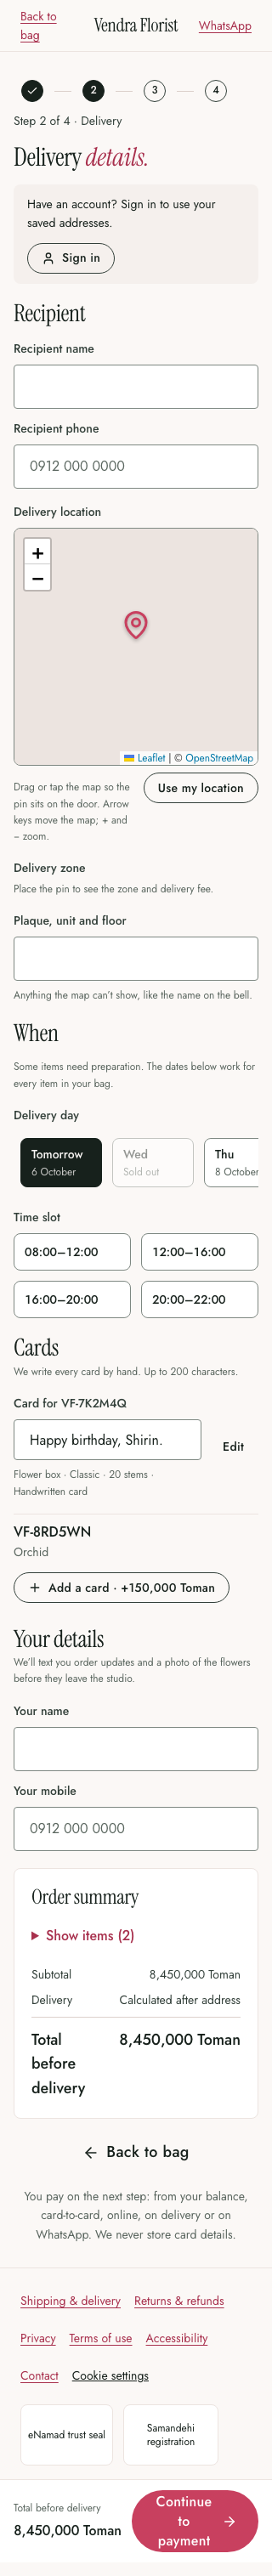 Back to
bag
Vendra Florist
WhatsApp
2
3
4
Step 2 of 4 · Delivery
Delivery details.
Have an account? Sign in to use your
saved addresses.
Sign in
Recipient
Recipient name
Recipient phone
0912 000 0000
Delivery location
+
−
Leaflet | © OpenStreetMap
Drag or tap the map so the
pin sits on the door. Arrow
keys move the map; + and
− zoom.
Use my location
Delivery zone
Place the pin to see the zone and delivery fee.
Plaque, unit and floor
Anything the map can’t show, like the name on the bell.
When
Some items need preparation. The dates below work for
every item in your bag.
Delivery day
Tomorrow
6 October
Wed
Sold out
Thu
8 October
Time slot
08:00–12:00
12:00–16:00
16:00–20:00
20:00–22:00
Cards
We write every card by hand. Up to 200 characters.
Card for VF-7K2M4Q
Happy birthday, Shirin.
Edit
Flower box · Classic · 20 stems ·
Handwritten card
VF-8RD5WN
Orchid
+ Add a card · +150,000 Toman
Your details
We’ll text you order updates and a photo of the flowers
before they leave the studio.
Your name
Your mobile
0912 000 0000
Order summary
Show items (2)
Subtotal
8,450,000 Toman
Delivery
Calculated after address
Total
before
delivery
8,450,000 Toman
Back to bag
You pay on the next step: from your balance,
card-to-card, online, on delivery or on
WhatsApp. We never store card details.
Shipping & delivery
Returns & refunds
Privacy
Terms of use
Accessibility
Contact
Cookie settings
eNamad trust seal
Samandehi
registration
Total before delivery
8,450,000 Toman
Continue
to
payment